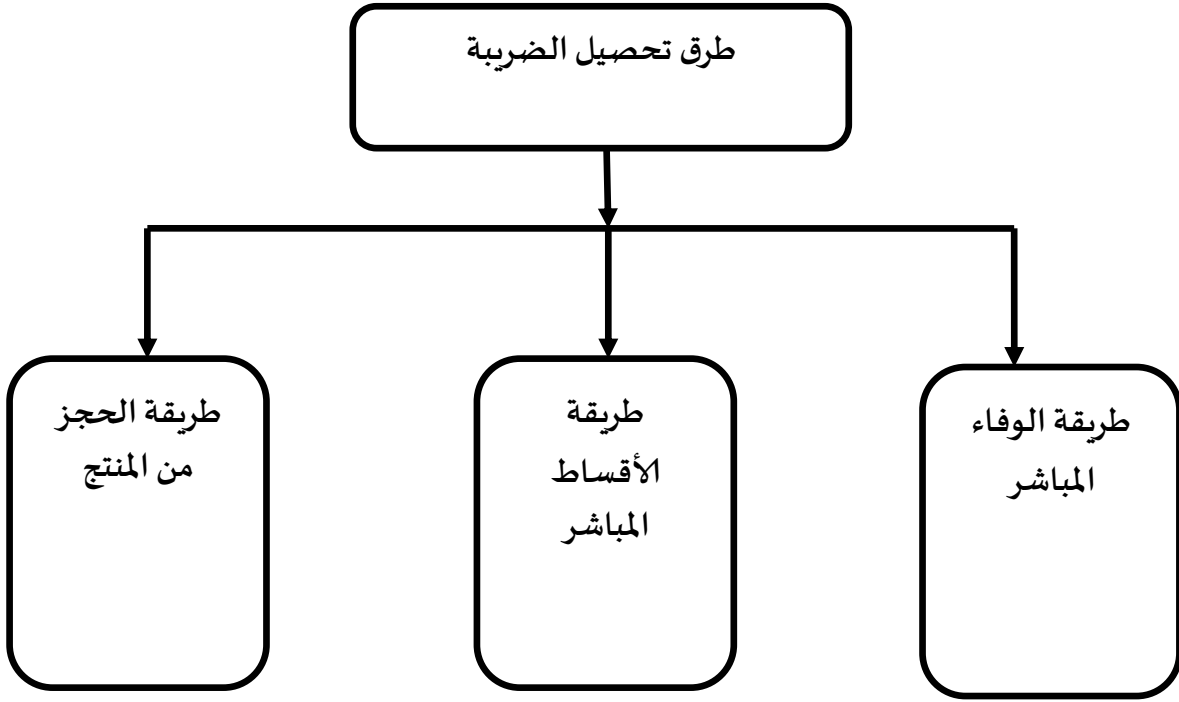 طرق تحصيل الضريبة
طريقة الوفاء
المباشر
طريقة
الأقساط
المباشر
طريقة الحجز
من المنتج